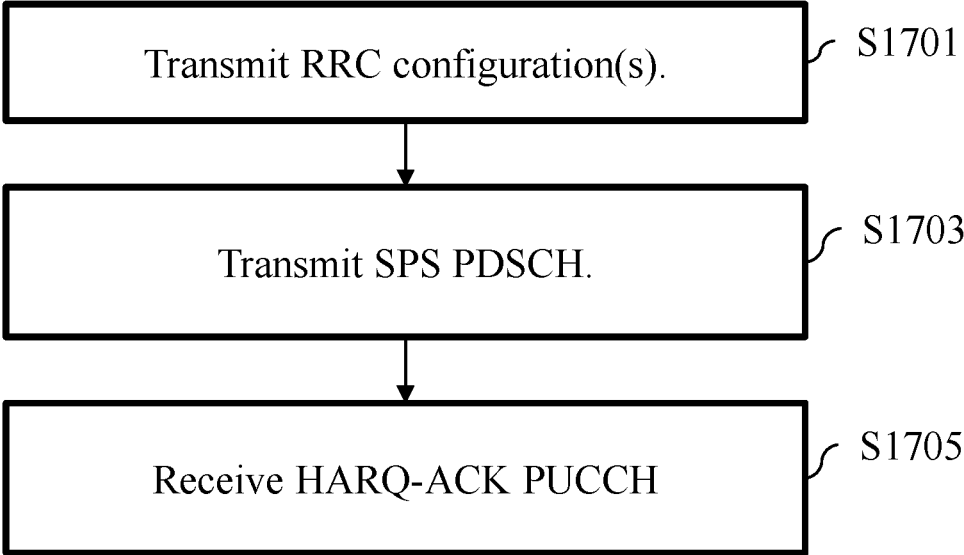 Transmit RRC configuration(s).
S1701
Transmit SPS PDSCH.
S1703
Receive HARQ-ACK PUCCH
S1705